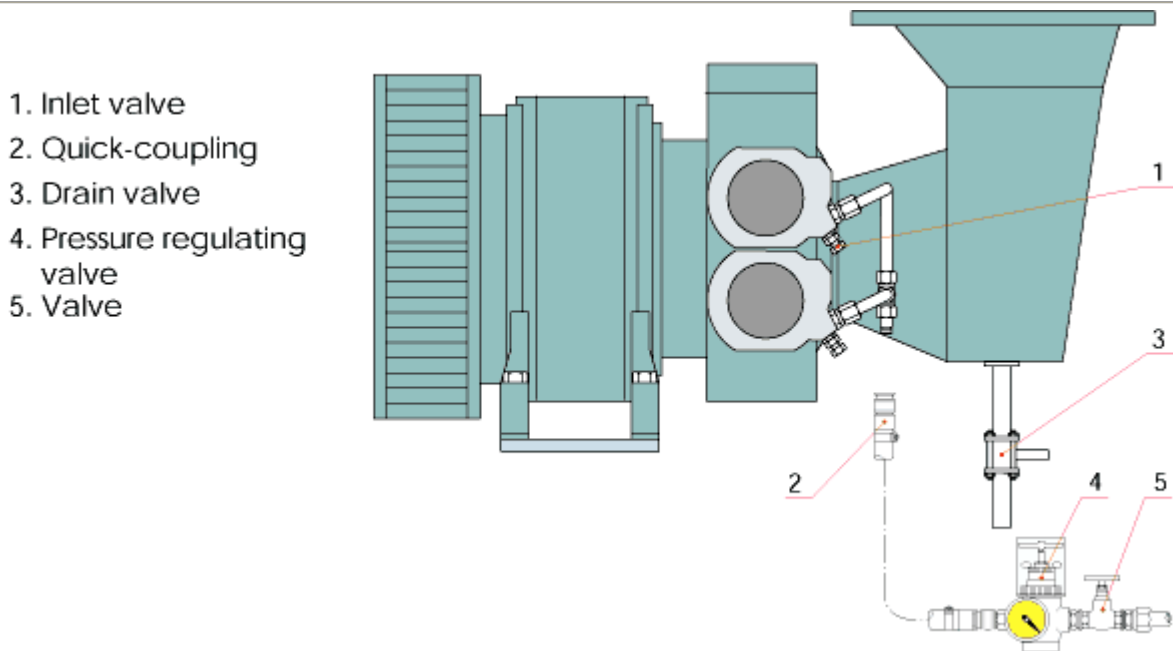 1. Inlet valve
2. Quick-coupling
3. Drain valve
4. Pressure regulating
valve
5. Valve
1
3
2
4
5